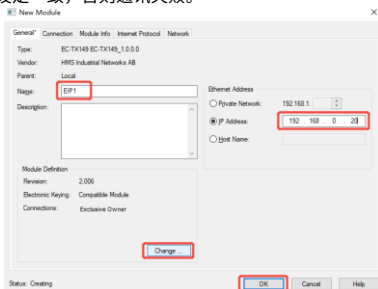 定一致，否则通讯失败。
New Module
General* Connection Module Info Internet Protocol Network
Type: EC-TX149 EC-TX149_1.0.0.0
Vendor: HMS Industrial Networks AB
Parent: Local
Name: EIP1
Description:
Ethernet Address
Private Network: 192.168.1.
IP Address: 192 . 168 . 0 . 20
Host Name:
Module Definition
Revision: 2.006
Electronic Keying: Compatible Module
Connections: Exclusive Owner
Change ...
Status: Creating
OK Cancel Help